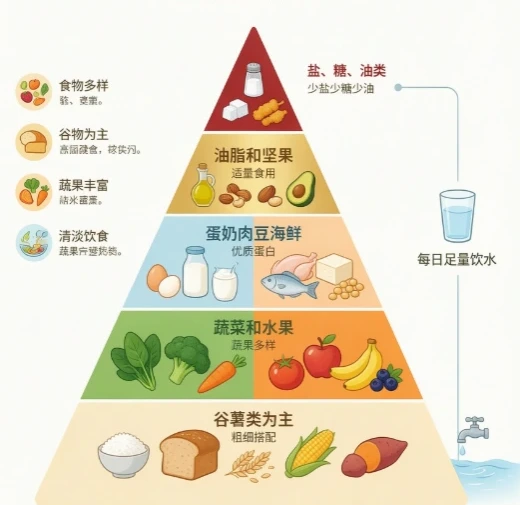 盐、糖、油类
少盐少糖少油
食物多样
谷物为主
蔬果丰富
清淡饮食
油脂和坚果
适量食用
蛋奶肉豆海鲜
优质蛋白
每日足量饮水
蔬菜和水果
蔬果多样
谷薯类为主
粗细搭配